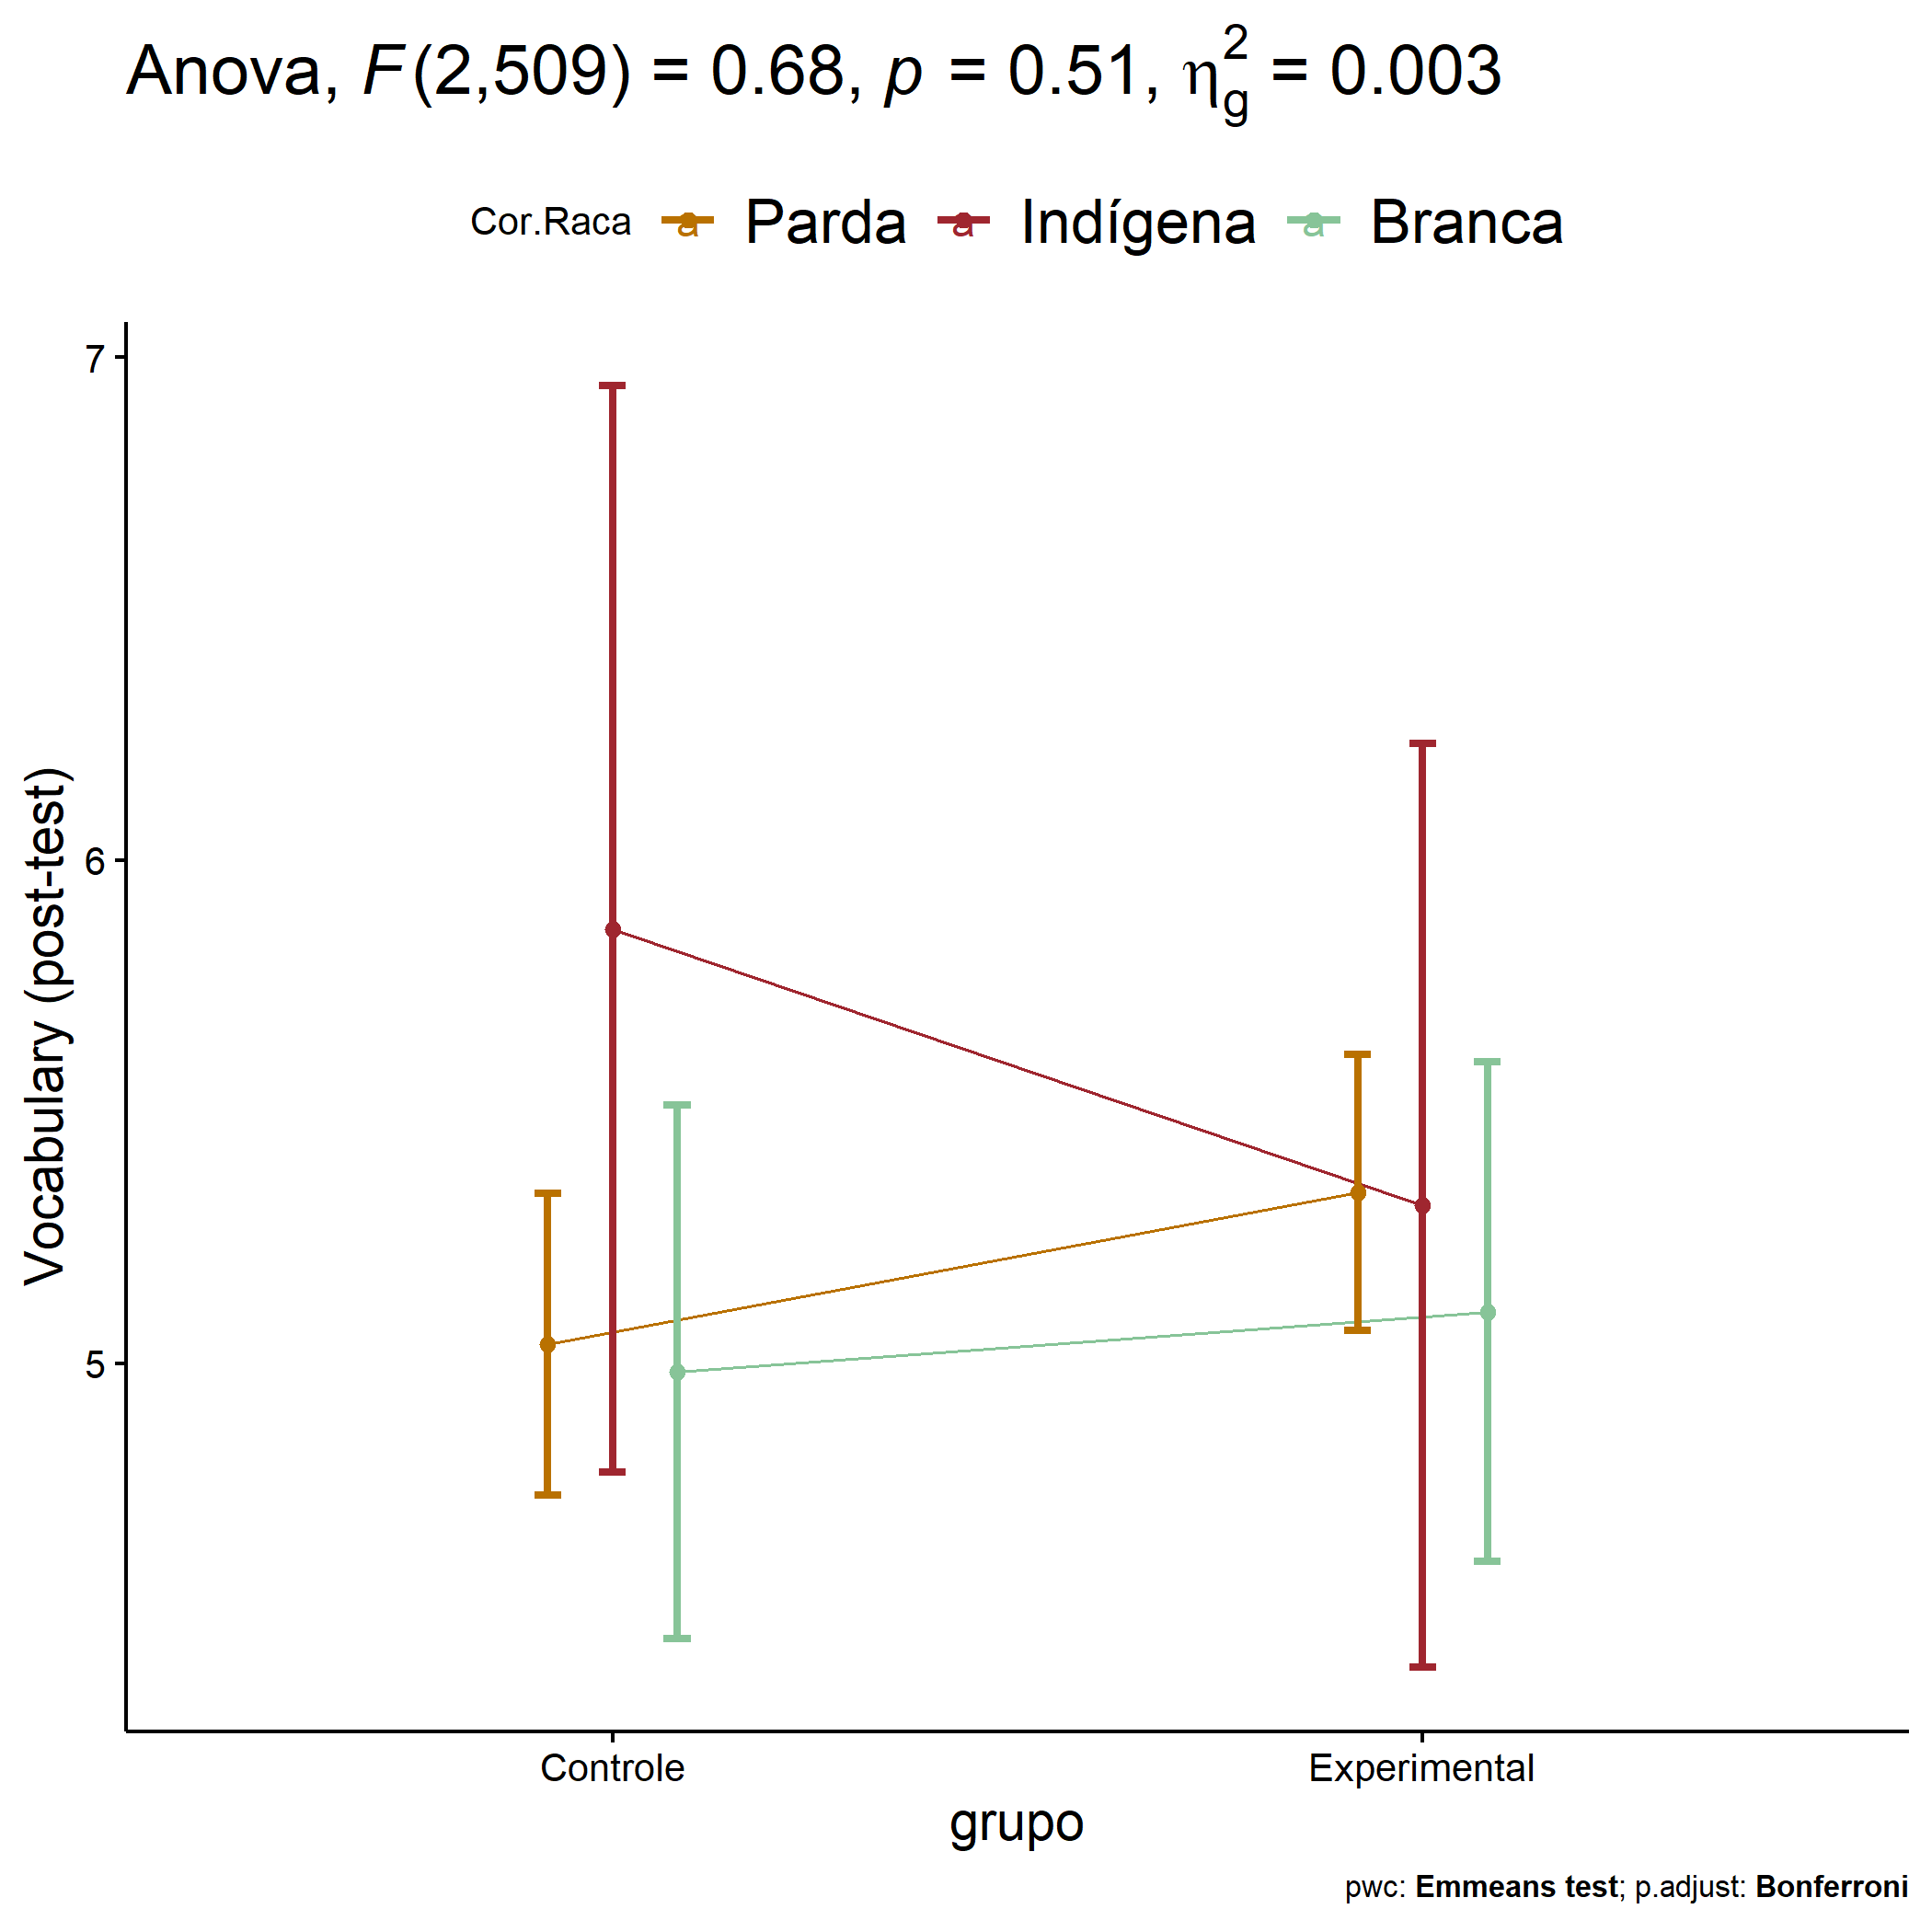 Anova, F(2,509) = 0.68, p = 0.51, η²g = 0.003
Cor.Raca a Parda a Indígena a Branca
7
6
5
Vocabulary (post-test)
Controle Experimental
grupo
pwc: Emmeans test; p.adjust: Bonferroni